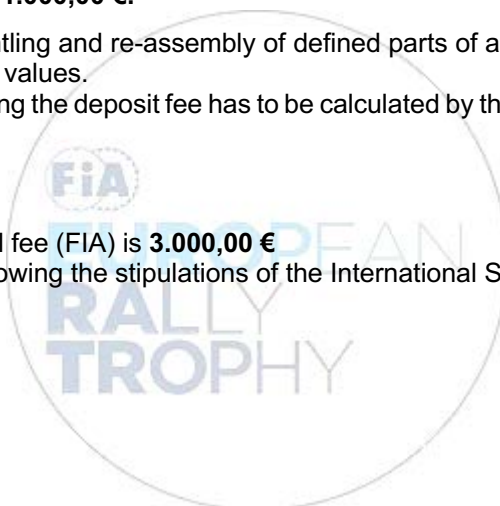 1.000,00 €.
tling and re-assembly of defined parts of a
values.
ng the deposit fee has to be calculated by th
FiA
l fee (FIA) is 3.000,00 €
owing the stipulations of the International S
EUROPEAN
RALLY
TROPHY